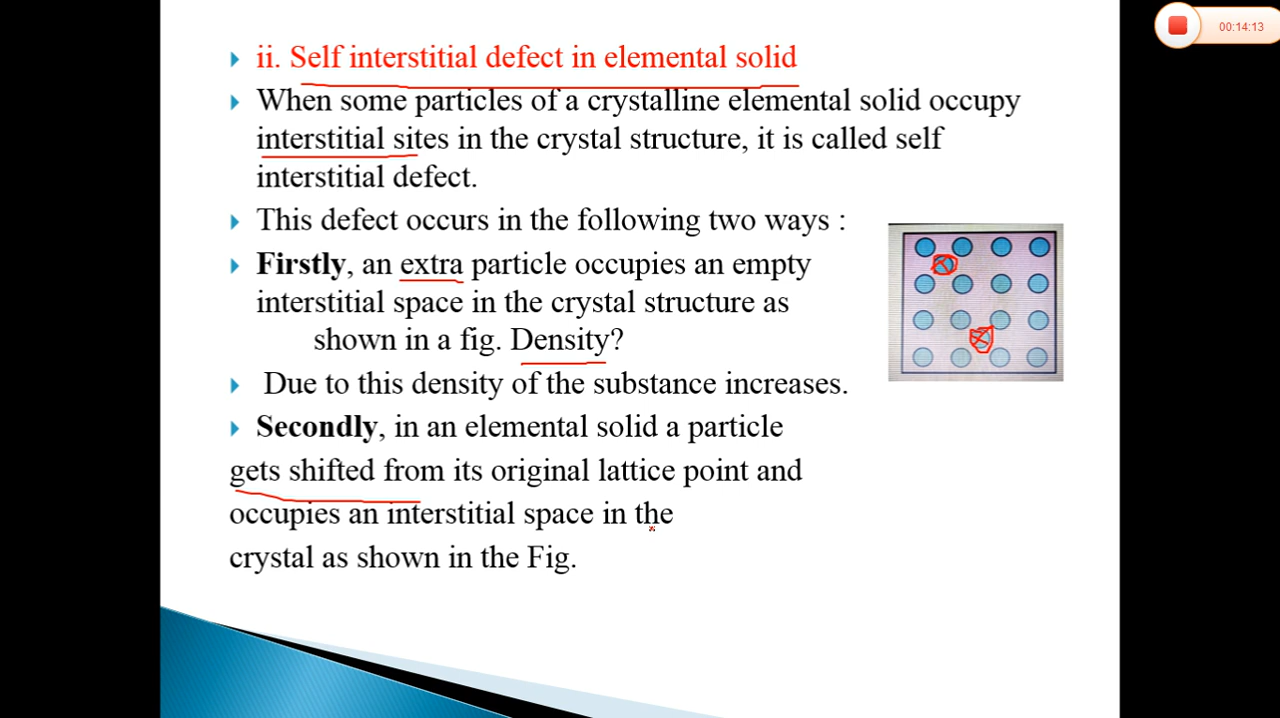 00:14:13
ii. Self interstitial defect in elemental solid
When some particles of a crystalline elemental solid occupy
interstitial sites in the crystal structure, it is called self
interstitial defect.
This defect occurs in the following two ways :
Firstly, an extra particle occupies an empty
interstitial space in the crystal structure as
shown in a fig. Density?
Due to this density of the substance increases.
Secondly, in an elemental solid a particle
gets shifted from its original lattice point and
occupies an interstitial space in the
crystal as shown in the Fig.